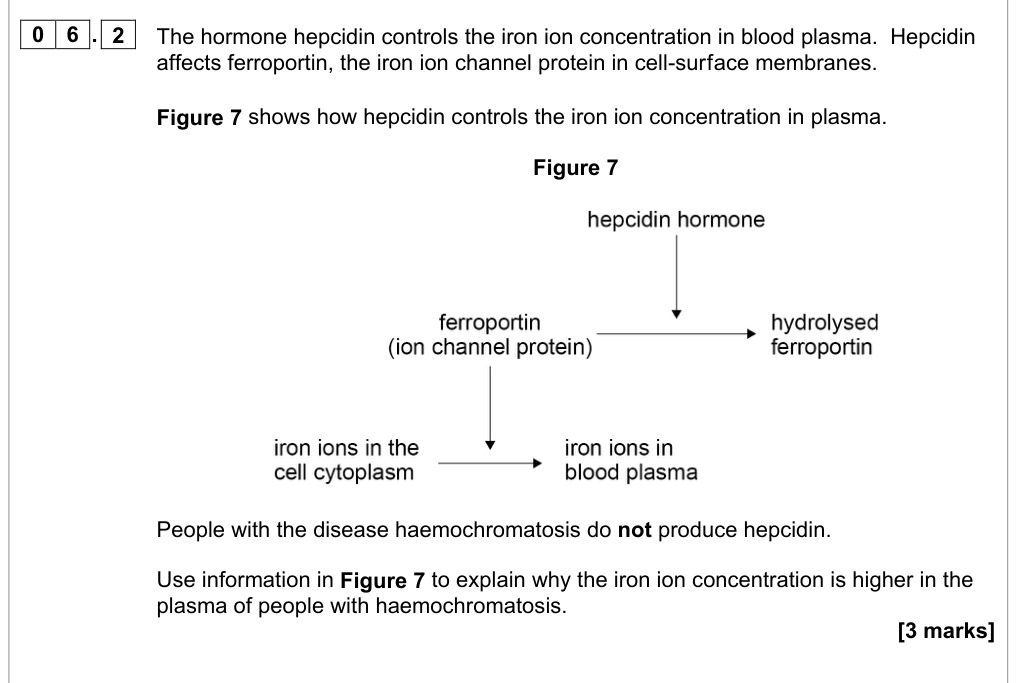 0 6 . 2 The hormone hepcidin controls the iron ion concentration in blood plasma. Hepcidin
affects ferroportin, the iron ion channel protein in cell-surface membranes.
Figure 7 shows how hepcidin controls the iron ion concentration in plasma.
Figure 7
hepcidin hormone
ferroportin
(ion channel protein)
hydrolysed
ferroportin
iron ions in the
cell cytoplasm
iron ions in
blood plasma
People with the disease haemochromatosis do not produce hepcidin.
Use information in Figure 7 to explain why the iron ion concentration is higher in the
plasma of people with haemochromatosis.
[3 marks]